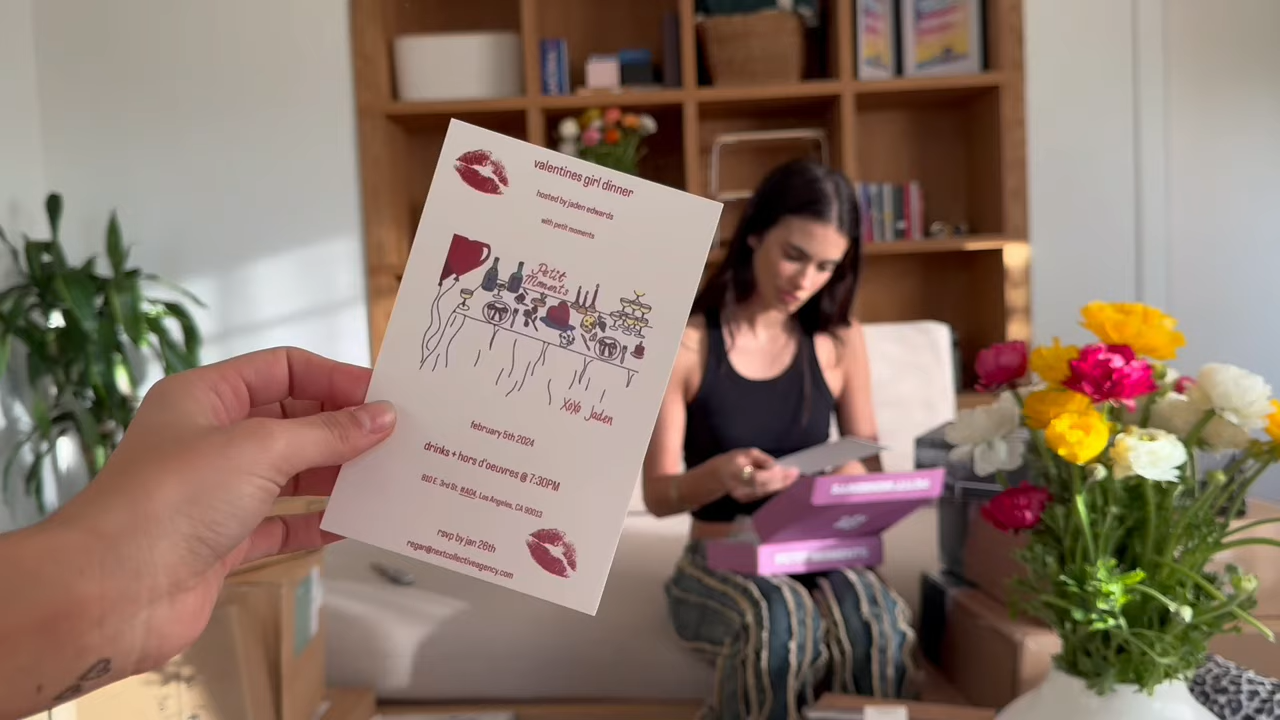 valentines girl dinner
hosted by jaden edwards
with petit moments
Petit
Moments
XoXo Jaden
february 5th 2024
drinks + hors d'oeuvres @ 7:30PM
810 E. 3rd St. #A04, Los Angeles, CA 90013
rsvp by jan 26th
regan@nextcollectiveagency.com